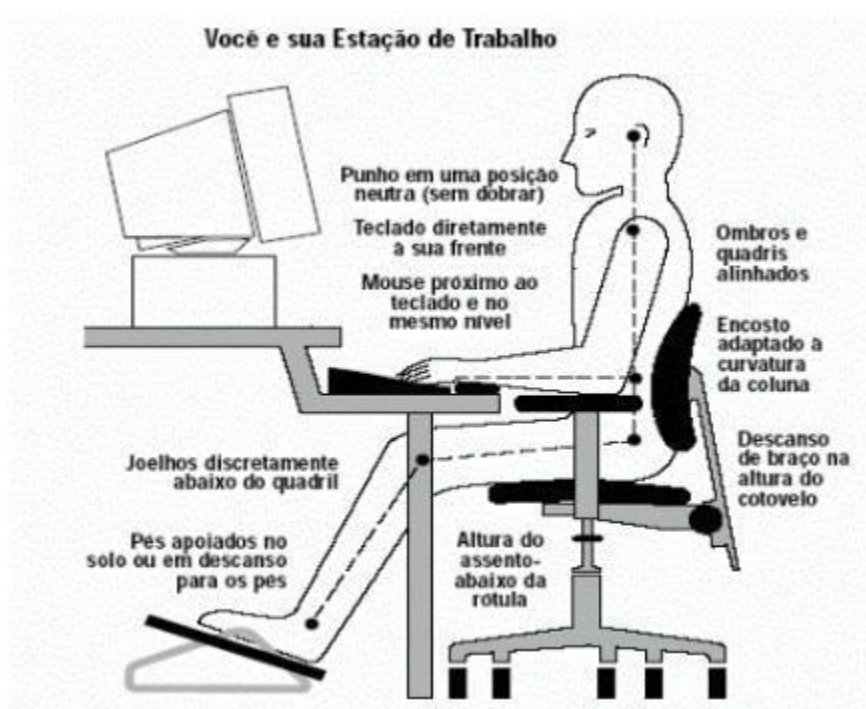 Você e sua Estação de Trabalho
Punho em uma posição
neutra (sem dobrar)
Teclado diretamente
à sua frente
Mouse próximo ao
teclado e no
mesmo nível
Ombros e
quadris
alinhados
Encosto
adaptado à
curvatura
da coluna
Descanso
de braço na
altura do
cotovelo
Joelhos discretamente
abaixo do quadril
Pés apoiados no
solo ou em descanso
para os pés
Altura do
assento-
abaixo da
rótula